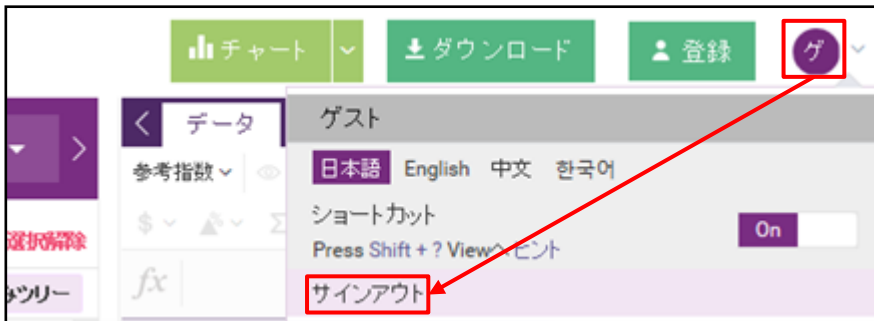 チャート
ダウンロード
登録
ゲ
データ
ゲスト
参考指数
日本語 English 中文 한국어
$ Σ
ショートカット
On
Press Shift + ? Viewへヒント
選択解除
fx
サインアウト
ツリー